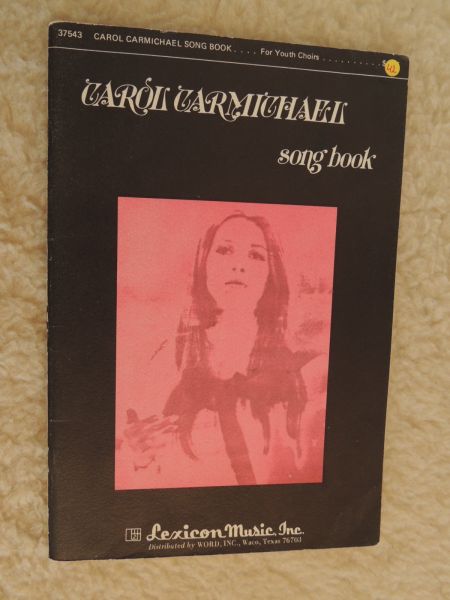 37543 CAROL CARMICHAEL SONG BOOK . . . . For Youth Choirs . . . . . . . . . . $
CAROL CARMICHAEL
song book
Lexicon Music, Inc.
Distributed by WORD, INC., Waco, Texas 76703